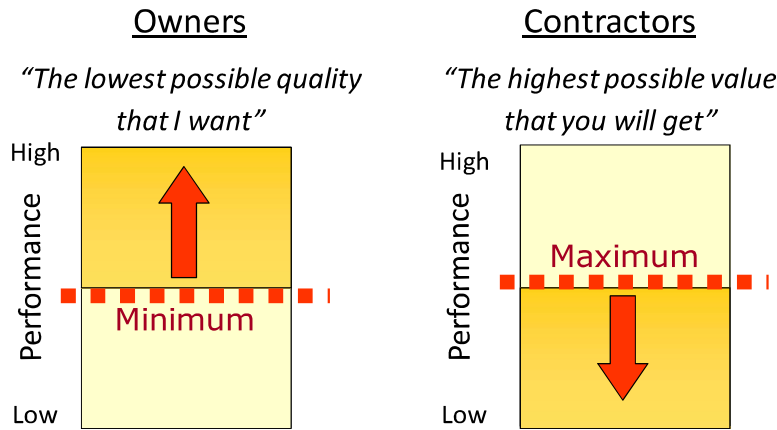 Owners
“The lowest possible quality
that I want”
High
Performance
Minimum
Low
Contractors
“The highest possible value
that you will get”
High
Performance
Maximum
Low